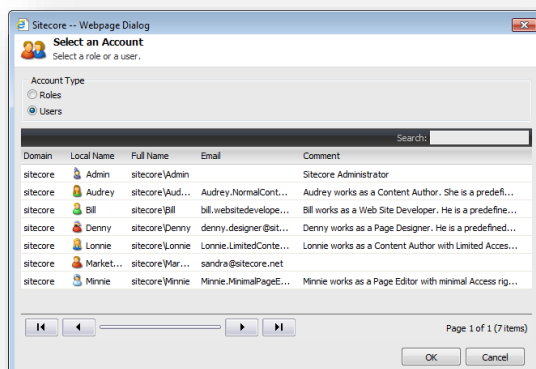 Sitecore -- Webpage Dialog
Select an Account
Select a role or a user.
Account Type
Roles
Users
Search:
Domain Local Name Full Name Email Comment
sitecore Admin sitecore\Admin Sitecore Administrator
sitecore Audrey sitecore\Aud... Audrey.NormalCont... Audrey works as a Content Author. She is a predefi...
sitecore Bill sitecore\Bill bill.websitedevelope... Bill works as a Web Site Developer. He is a predefine...
sitecore Denny sitecore\Denny denny.designer@sit... Denny works as a Page Designer. He is a predefined...
sitecore Lonnie sitecore\Lonnie Lonnie.LimitedConte... Lonnie works as a Content Author with Limited Acces...
sitecore Market... sitecore\Mar... sandra@sitecore.net
sitecore Minnie sitecore\Minnie Minnie.MinimalPageE... Minnie works as a Page Editor with minimal Access rig...
Page 1 of 1 (7 items)
OK Cancel